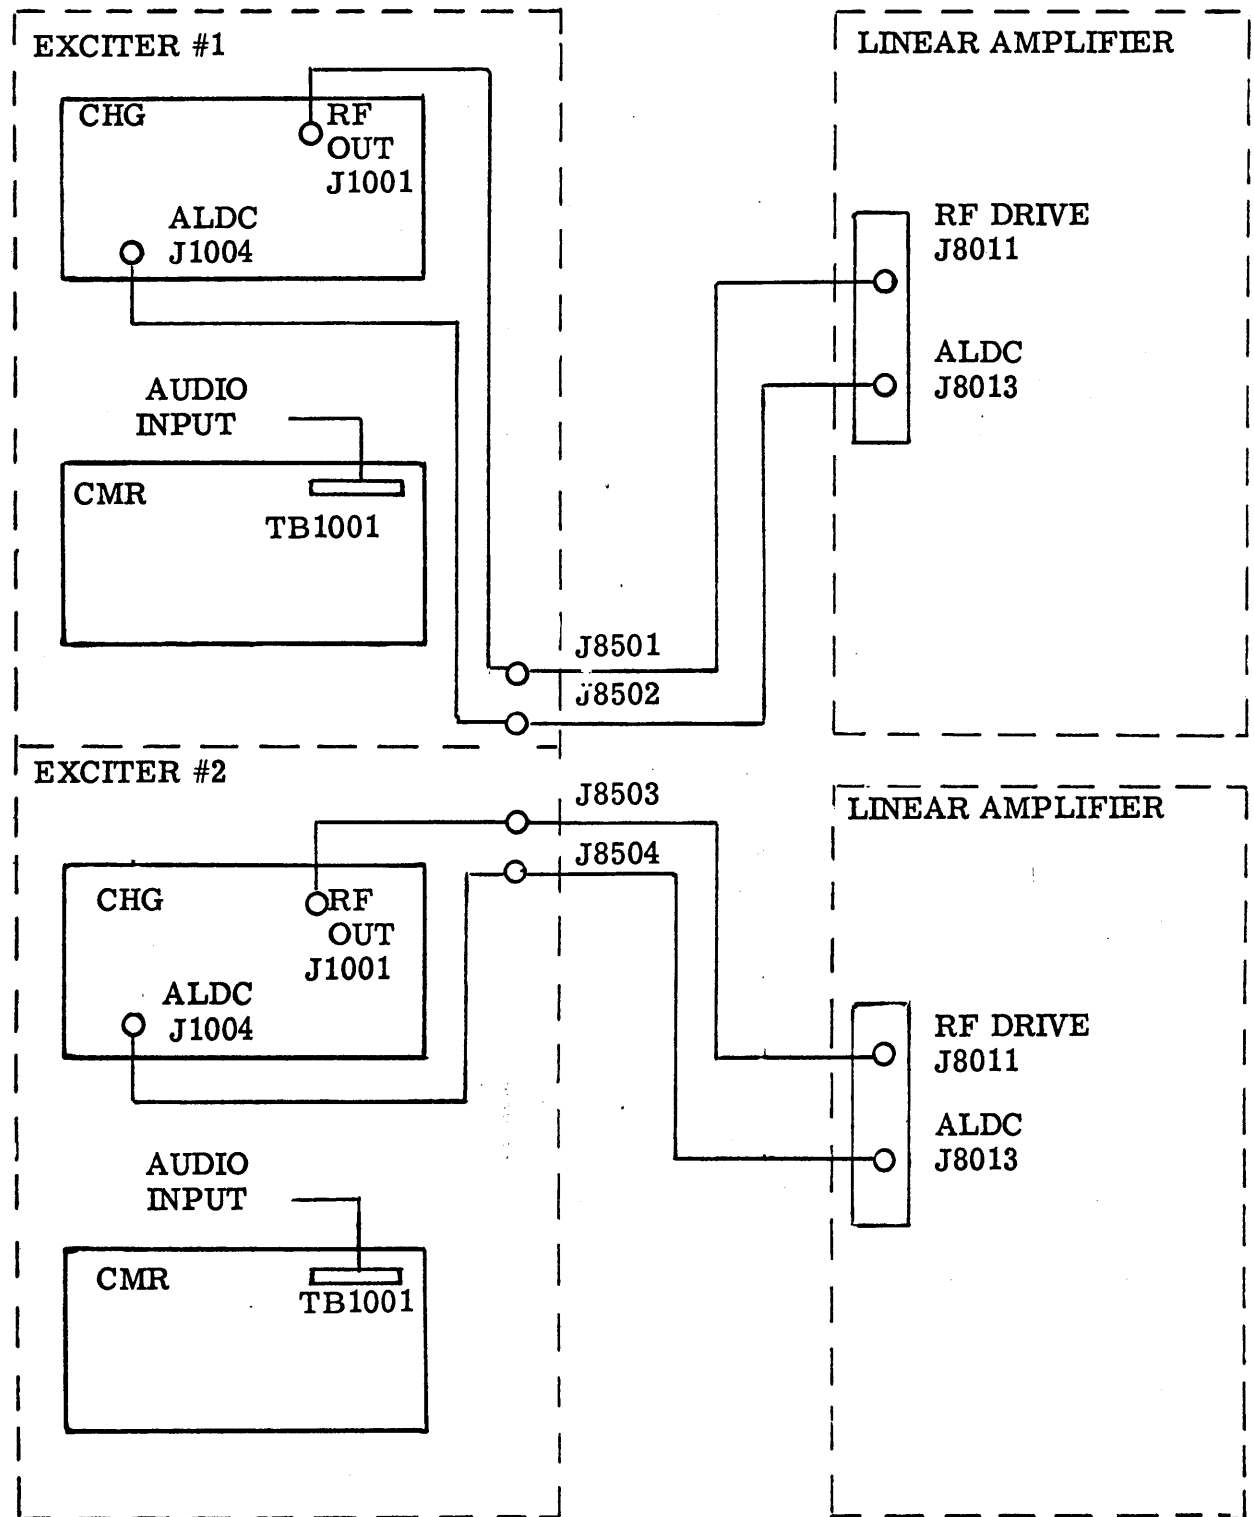 EXCITER #1
CHG
RF
OUT
J1001
ALDC
J1004
AUDIO
INPUT
CMR
TB1001
J8501
J8502
LINEAR AMPLIFIER
RF DRIVE
J8011
ALDC
J8013
EXCITER #2
J8503
J8504
CHG
RF
OUT
J1001
ALDC
J1004
AUDIO
INPUT
CMR
TB1001
LINEAR AMPLIFIER
RF DRIVE
J8011
ALDC
J8013